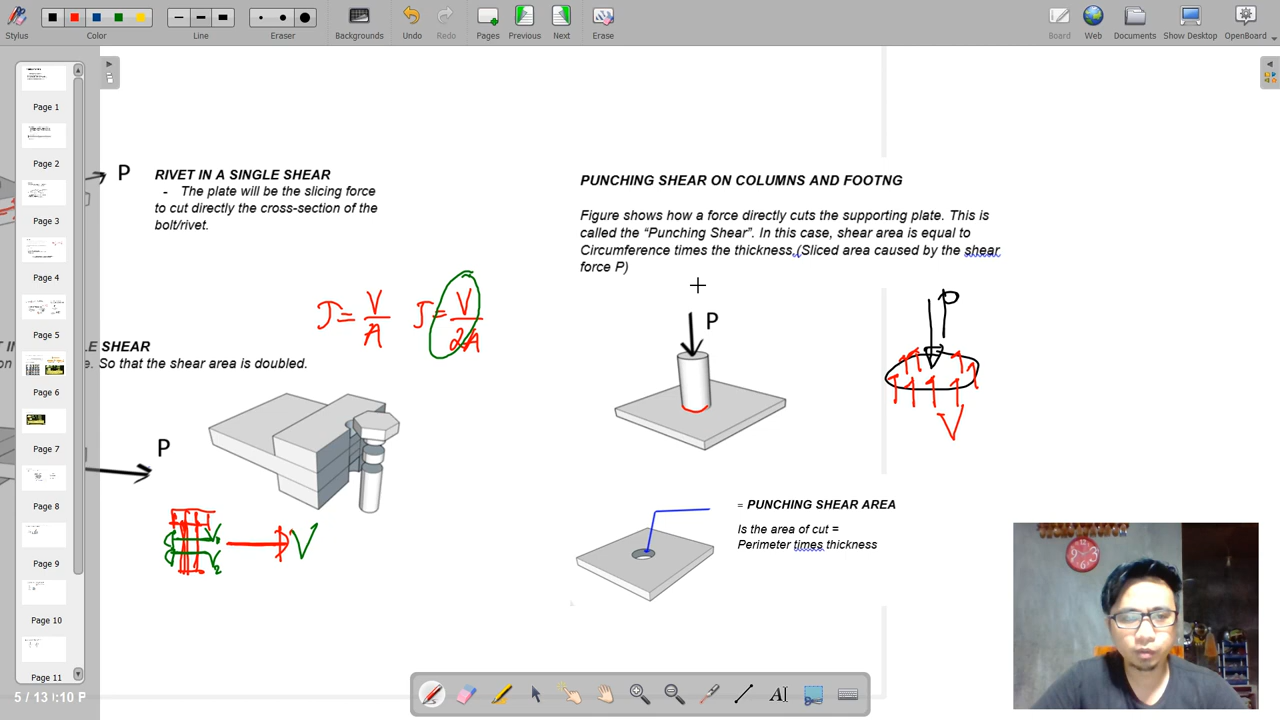 Stylus
Color
Line
Eraser
Backgrounds
Undo
Redo
Pages
Previous
Next
Erase
Board
Web
Documents
Show Desktop
OpenBoard
Page 1
Page 2
Page 3
Page 4
Page 5
Page 6
Page 7
Page 8
Page 9
Page 10
Page 11
5 / 13
:10 P
P
RIVET IN A SINGLE SHEAR
- The plate will be the slicing force
to cut directly the cross-section of the
bolt/rivet.
J = V/A J = V/2A
E SHEAR
e. So that the shear area is doubled.
P
V
V
V2
PUNCHING SHEAR ON COLUMNS AND FOOTNG
Figure shows how a force directly cuts the supporting plate. This is
called the “Punching Shear”. In this case, shear area is equal to
Circumference times the thickness.(Sliced area caused by the shear
force P)
P
P
V
= PUNCHING SHEAR AREA
Is the area of cut =
Perimeter times thickness